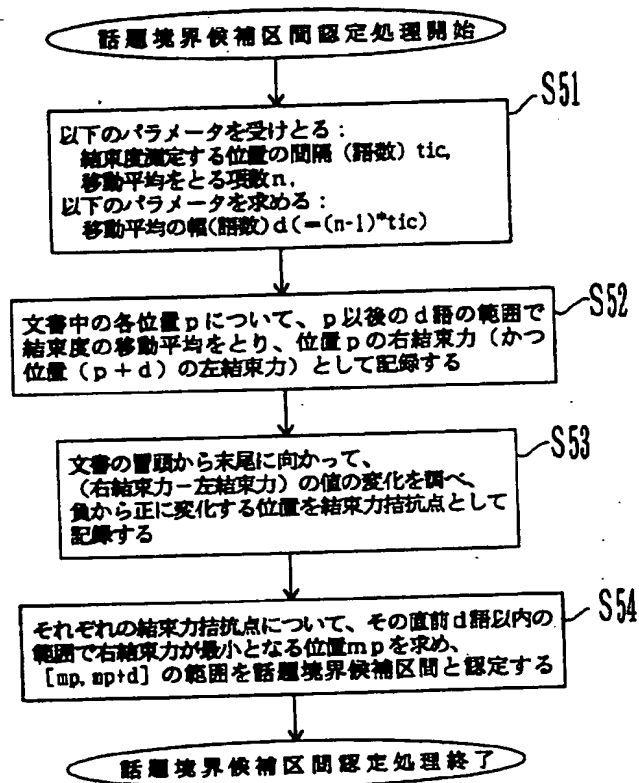 話題境界候補区間認定処理開始
S51
以下のパラメータを受けとる：
結束度測定する位置の間隔（語数）tic,
移動平均をとる項数n,
以下のパラメータを求める：
移動平均の幅(語数)d(=(n-1)*tic)
S52
文書中の各位置pについて、p以後のd語の範囲で
結束度の移動平均をとり、位置pの右結束力（かつ
位置（p＋d）の左結束力）として記録する
S53
文書の冒頭から末尾に向かって、
（右結束力－左結束力）の値の変化を調べ、
負から正に変化する位置を結束力拮抗点として
記録する
S54
それぞれの結束力拮抗点について、その直前d語以内の
範囲で右結束力が最小となる位置mpを求め、
[mp,mp+d]の範囲を話題境界候補区間と認定する
話題境界候補区間認定処理終了